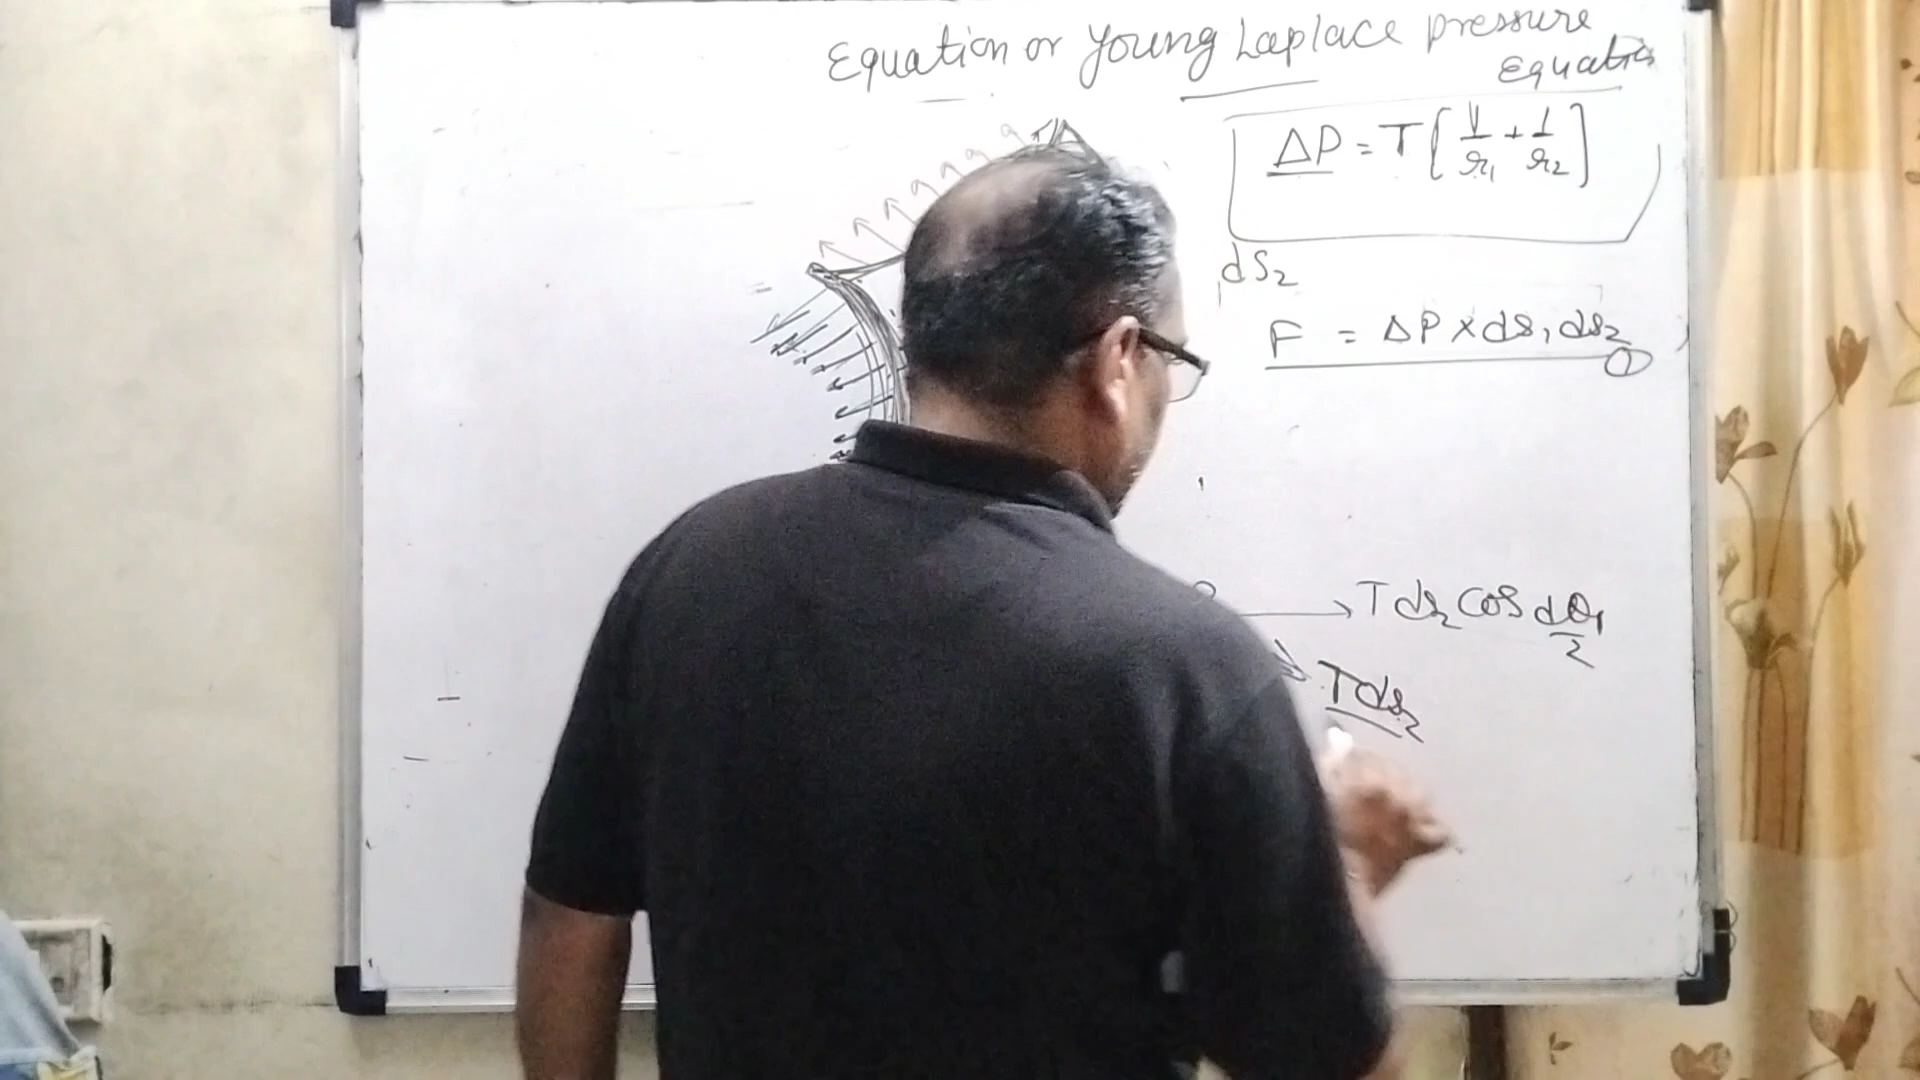 Equation or Young Laplace pressure
Equation
ΔP = T [ 1/r₁ + 1/r₂ ]
ds₂
F = ΔP × ds₁ ds₂
①
T ds₂ cos dθ₁/2
T ds₂